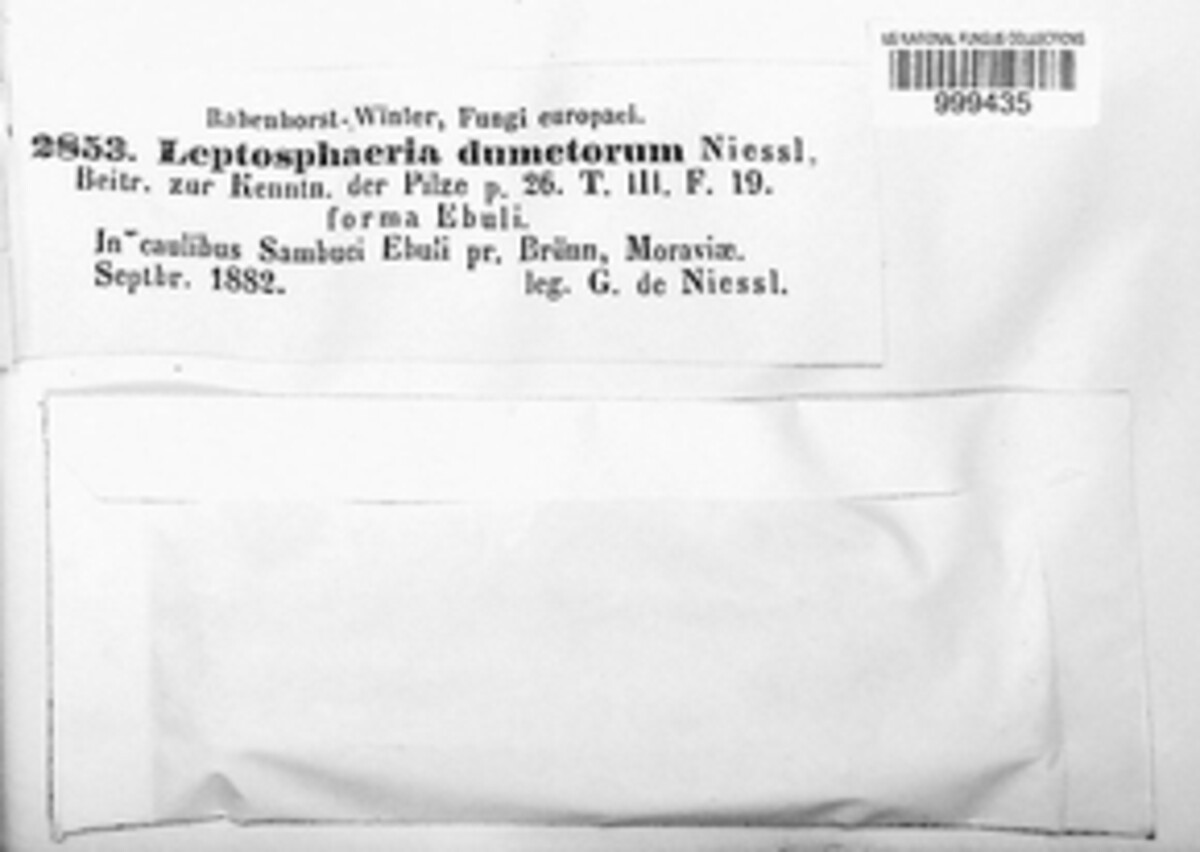 US NATIONAL FUNGUS COLLECTIONS
999435
Rabenhorst-Winter, Fungi europaei.
2853. Leptosphaeria dumetorum Niessl,
Beitr. zur Kenntn. der Pilze p. 26. T. III. F. 19.
forma Ebuli.
In caulibus Sambuci Ebuli pr. Brünn, Moraviæ.
Septbr. 1882. leg. G. de Niessl.